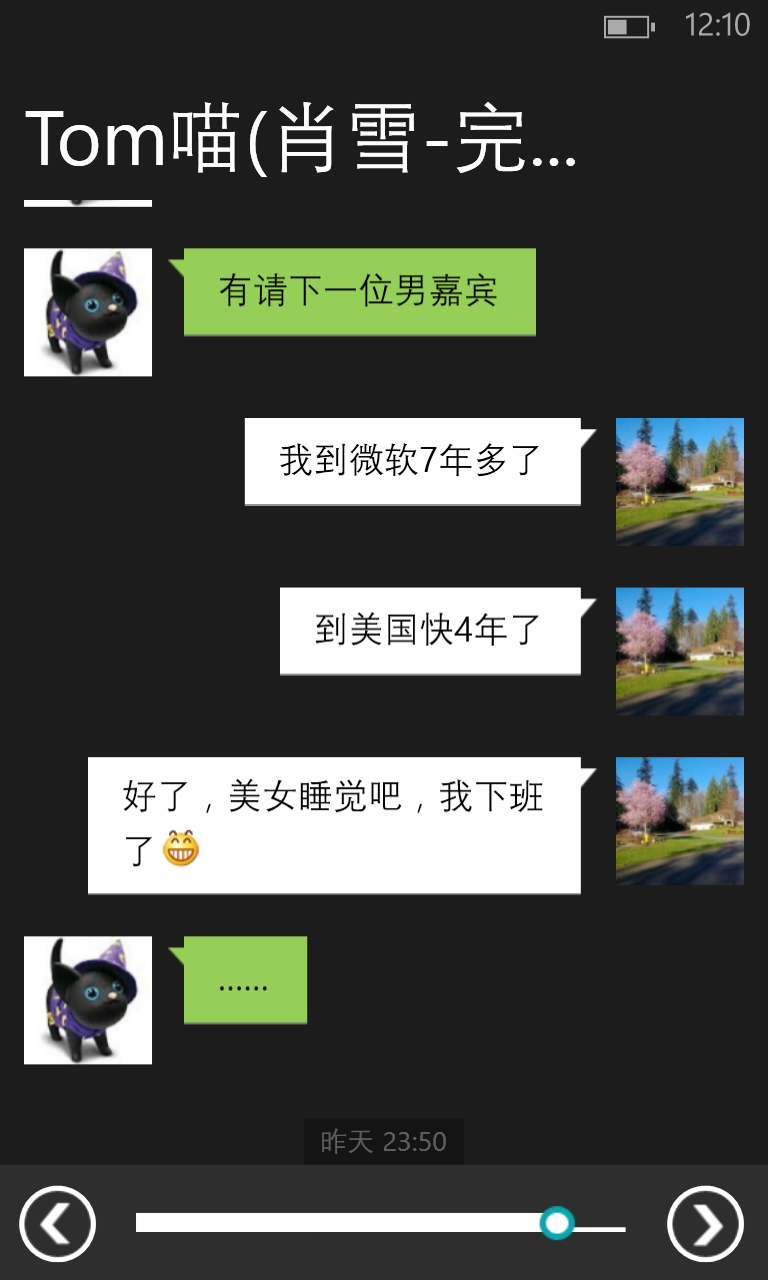 12:10
Tom喵(肖雪-完...
有请下一位男嘉宾
我到微软7年多了
到美国快4年了
好了，美女睡觉吧，我下班
了😁
......
昨天 23:50